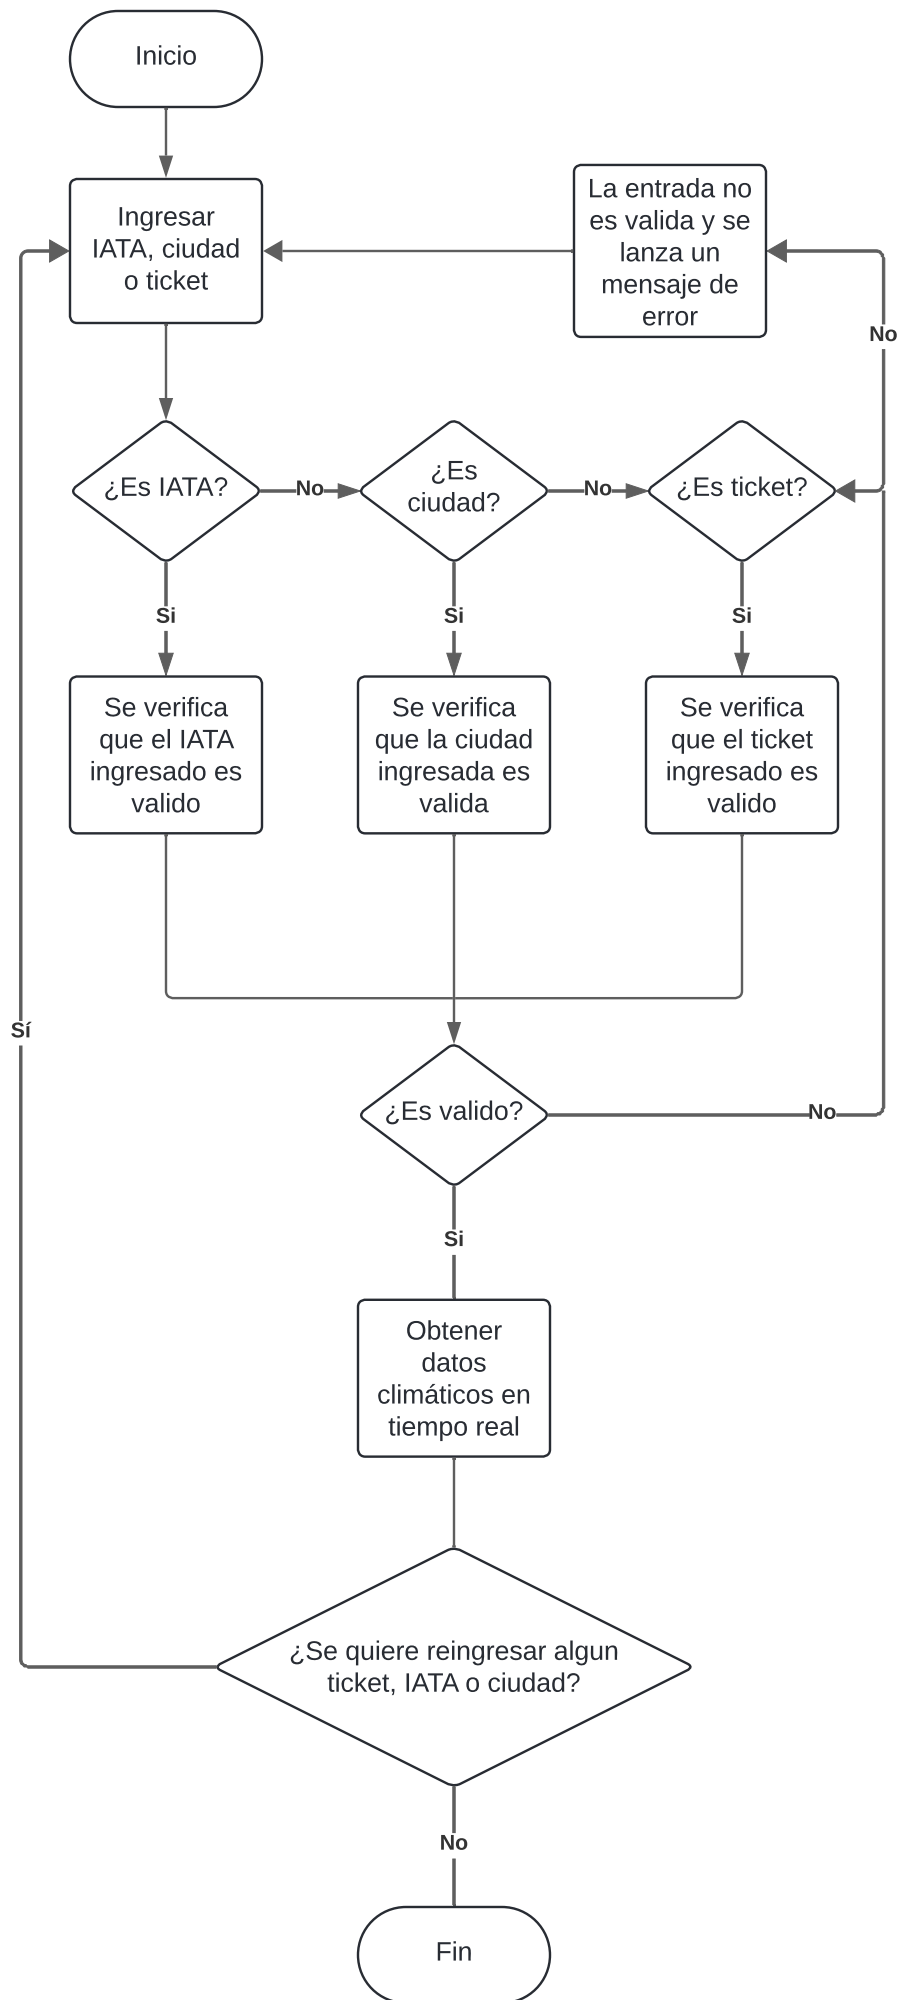 Inicio
Ingresar
IATA, ciudad
o ticket
La entrada no
es valida y se
lanza un
mensaje de
error
No
¿Es IATA?
No
¿Es
ciudad?
No
¿Es ticket?
Si
Si
Si
Se verifica
que el IATA
ingresado es
valido
Se verifica
que la ciudad
ingresada es
valida
Se verifica
que el ticket
ingresado es
valido
Sí
¿Es valido?
No
Si
Obtener
datos
climáticos en
tiempo real
¿Se quiere reingresar algun
ticket, IATA o ciudad?
No
Fin